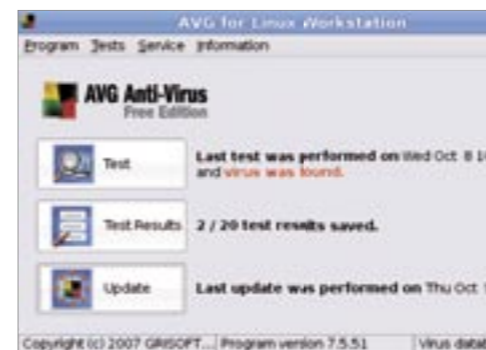 AVG for Linux Workstation
Program Tests Service Information
AVG Anti-Virus
Free Edition
Test
Last test was performed on Wed Oct 8 1
and virus was found.
Test Results
2 / 20 test results saved.
Update
Last update was performed on Thu Oct
Copyright (c) 2007 GRISOFT... Program version 7.5.51 Virus datab